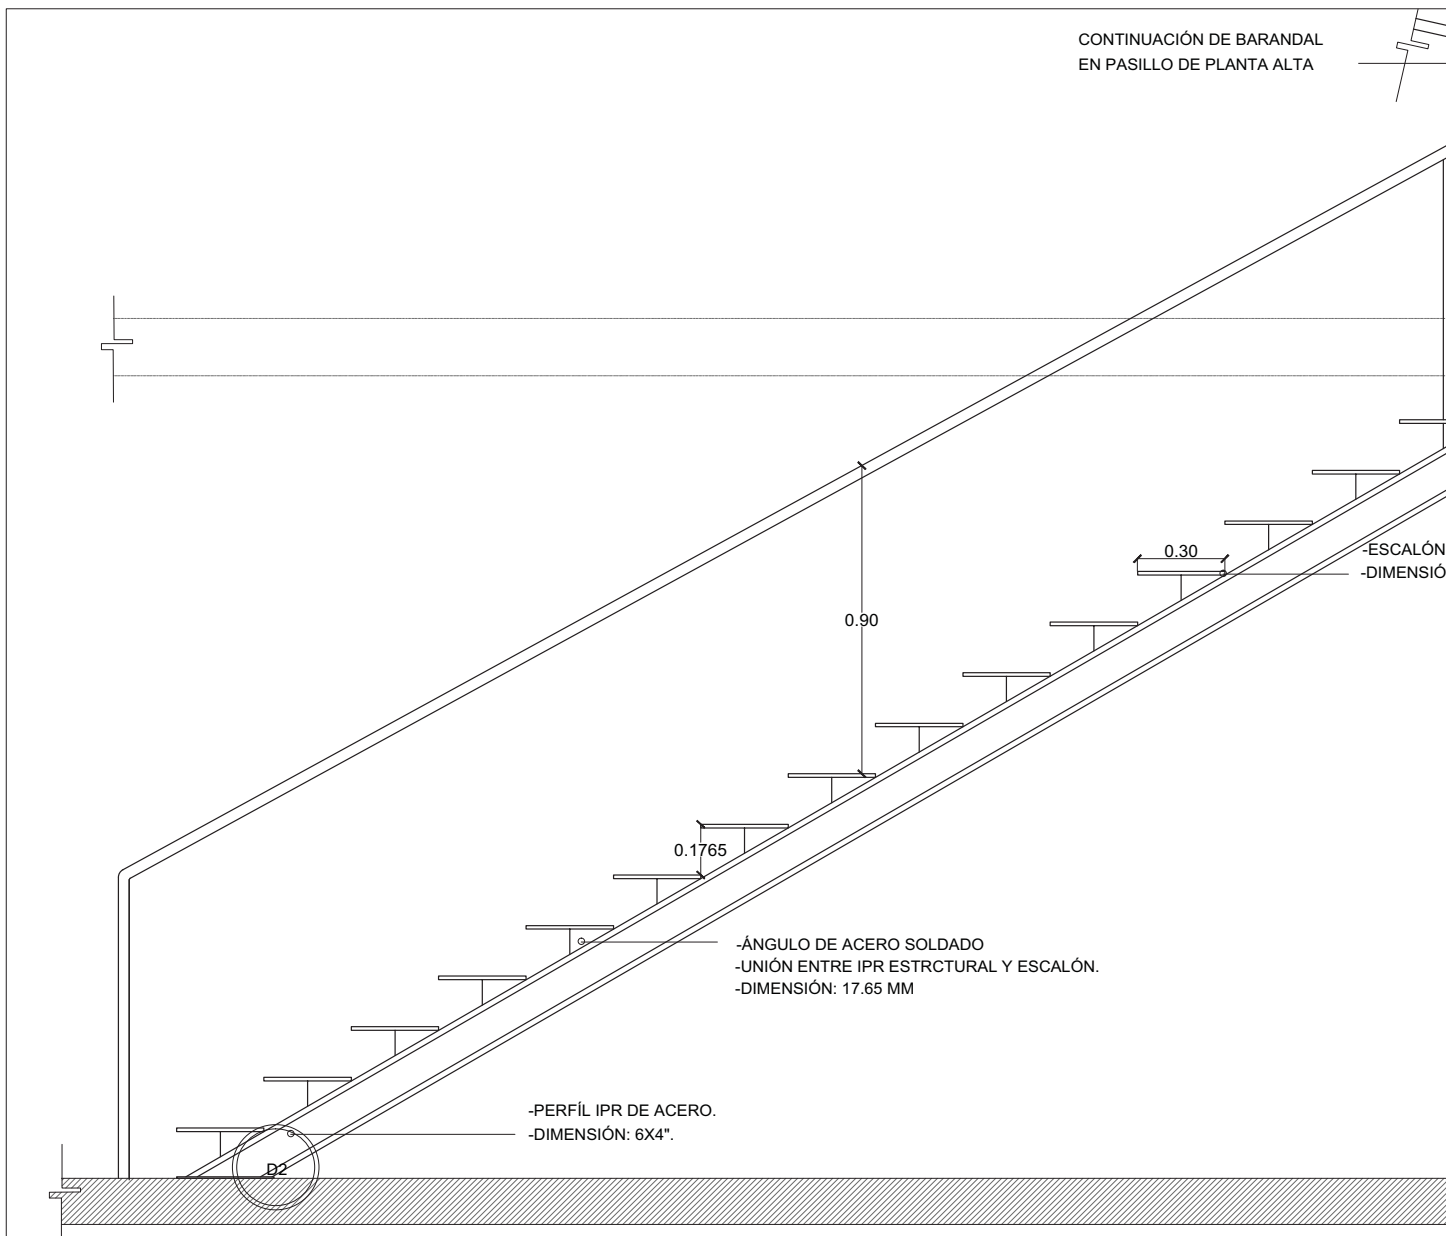 CONTINUACIÓN DE BARANDAL
EN PASILLO DE PLANTA ALTA
0.30
-ESCALÓN
-DIMENSIÓ
0.90
0.1765
-ÁNGULO DE ACERO SOLDADO
-UNIÓN ENTRE IPR ESTRCTURAL Y ESCALÓN.
-DIMENSIÓN: 17.65 MM
-PERFÍL IPR DE ACERO.
-DIMENSIÓN: 6X4".
D2